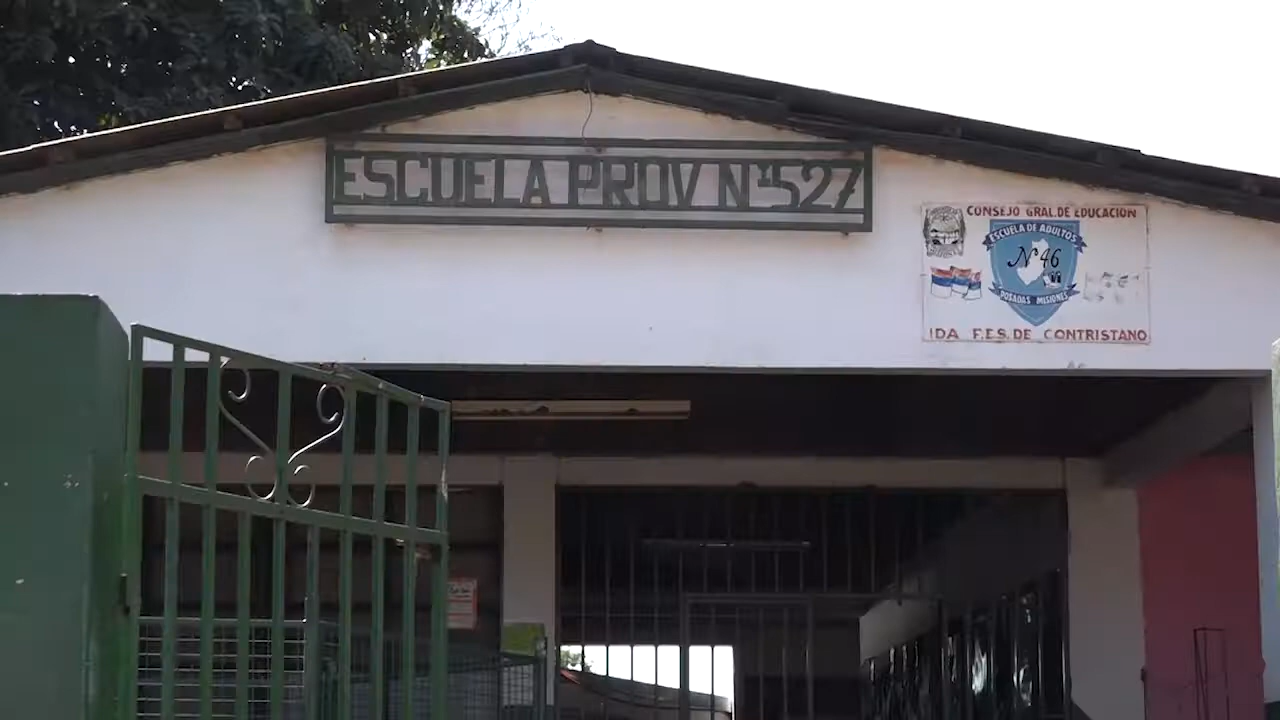 ESCUELA PROV Nº527
CONSEJO GRAL.DE EDUCACION
ESCUELA DE ADULTOS
Nº46
POSADAS MISIONES
IDA F.E.S.DE CONTRISTANO